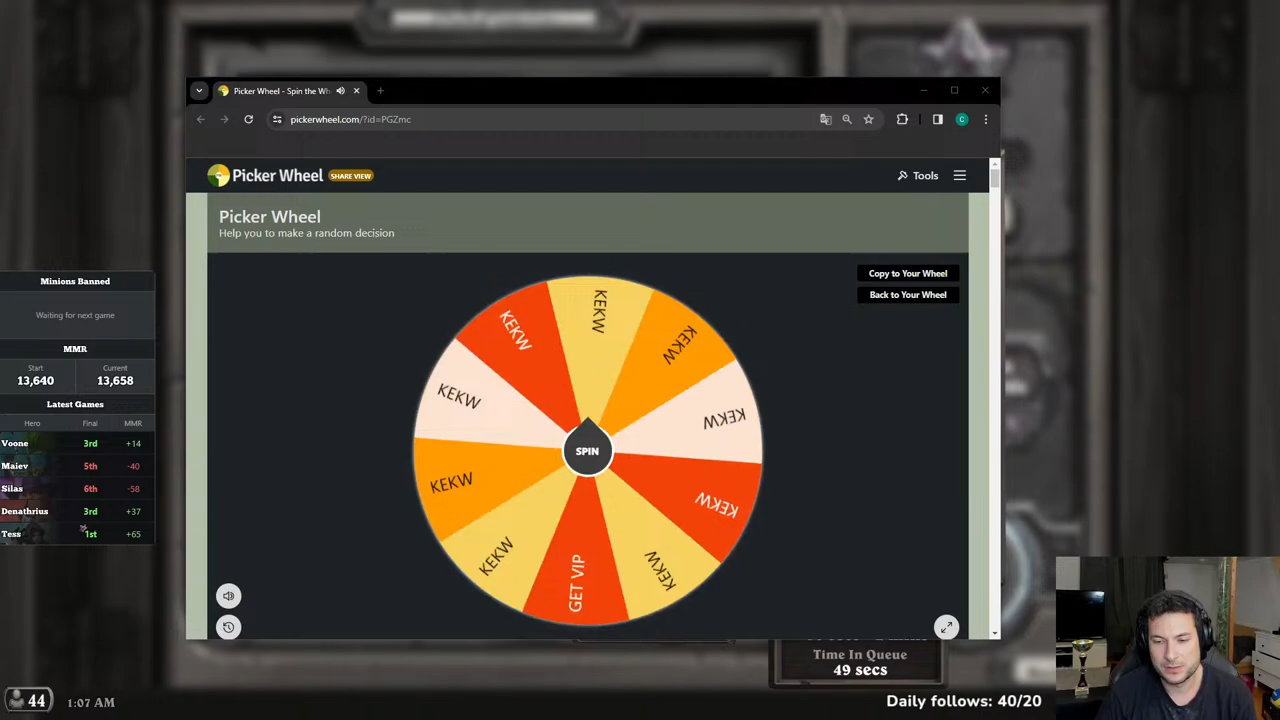 Picker Wheel - Spin the Wh
pickerwheel.com/?id=PGZmc
Picker Wheel SHARE VIEW
Tools
Picker Wheel
Help you to make a random decision
Copy to Your Wheel
Back to Your Wheel
KEKW
KEKW
KEKW
KEKW
KEKW
KEKW
KEKW
KEKW
KEKW
KEKW
GET VIP
SPIN
Minions Banned
Waiting for next game
MMR
Start Current
13,640 13,658
Latest Games
Hero Final MMR
Voone 3rd +14
Maiev 5th -40
Silas 6th -58
Denathrius 3rd +37
Tess 1st +65
Time In Queue
49 secs
44 1:07 AM
Daily follows: 40/20